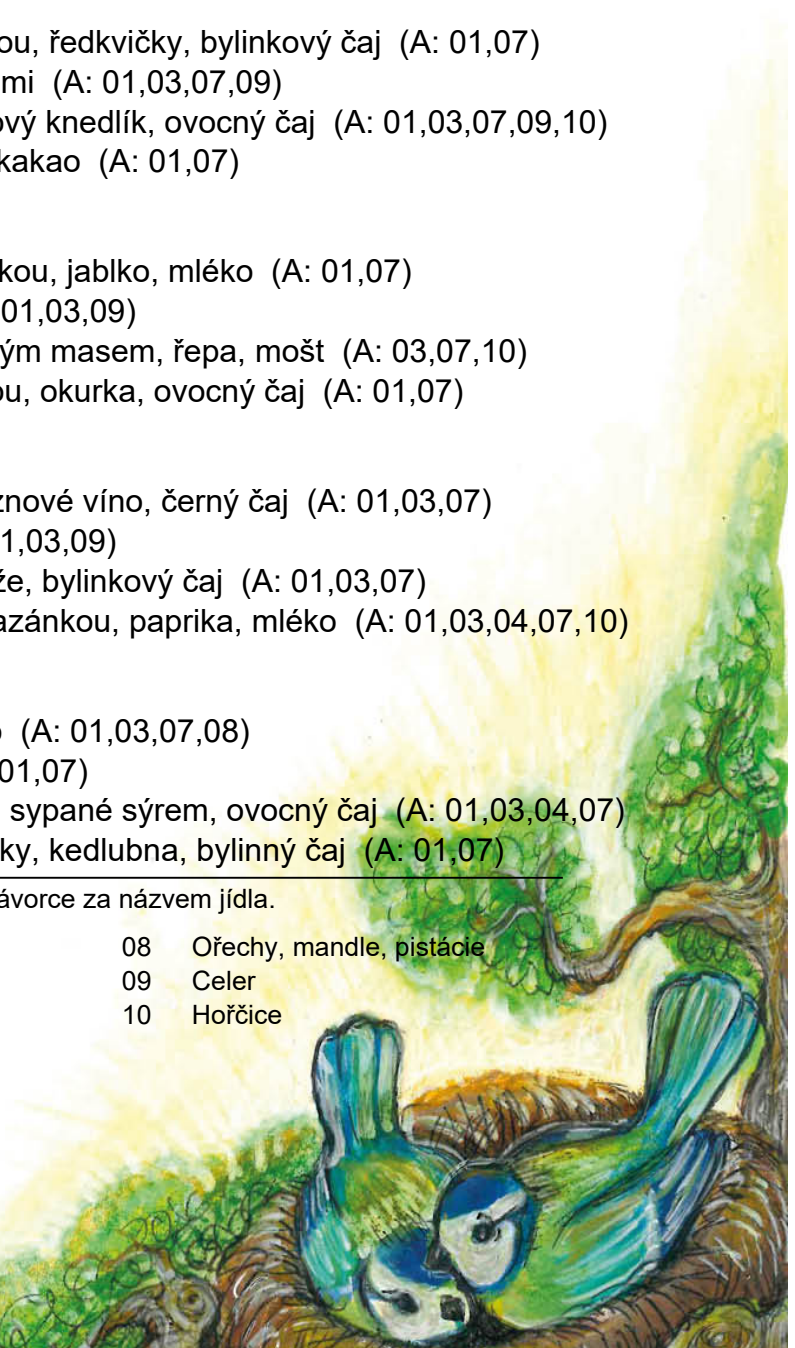 ou, ředkvičky, bylinkový čaj (A: 01,07)
mi (A: 01,03,07,09)
ový knedlík, ovocný čaj (A: 01,03,07,09,10)
kakao (A: 01,07)
kou, jablko, mléko (A: 01,07)
01,03,09)
ým masem, řepa, mošt (A: 03,07,10)
ou, okurka, ovocný čaj (A: 01,07)
znové víno, černý čaj (A: 01,03,07)
1,03,09)
že, bylinkový čaj (A: 01,03,07)
azánkou, paprika, mléko (A: 01,03,04,07,10)
o (A: 01,03,07,08)
01,07)
sypané sýrem, ovocný čaj (A: 01,03,04,07)
ky, kedlubna, bylinný čaj (A: 01,07)
ávorce za názvem jídla.
08 Ořechy, mandle, pistácie
09 Celer
10 Hořčice